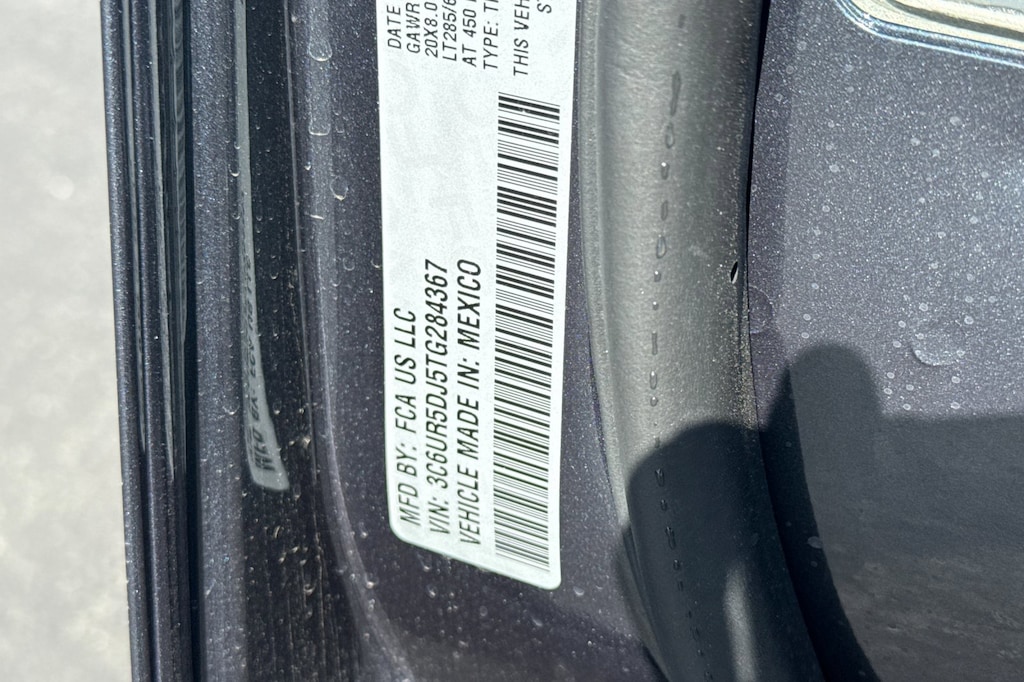 DATE
GAWR
20X8.0
LT285/6
AT 450
TYPE: T
THIS VEH
MFD BY: FCA US LLC
VIN: 3C6UR5DJ5TG284367
VEHICLE MADE IN: MEXICO